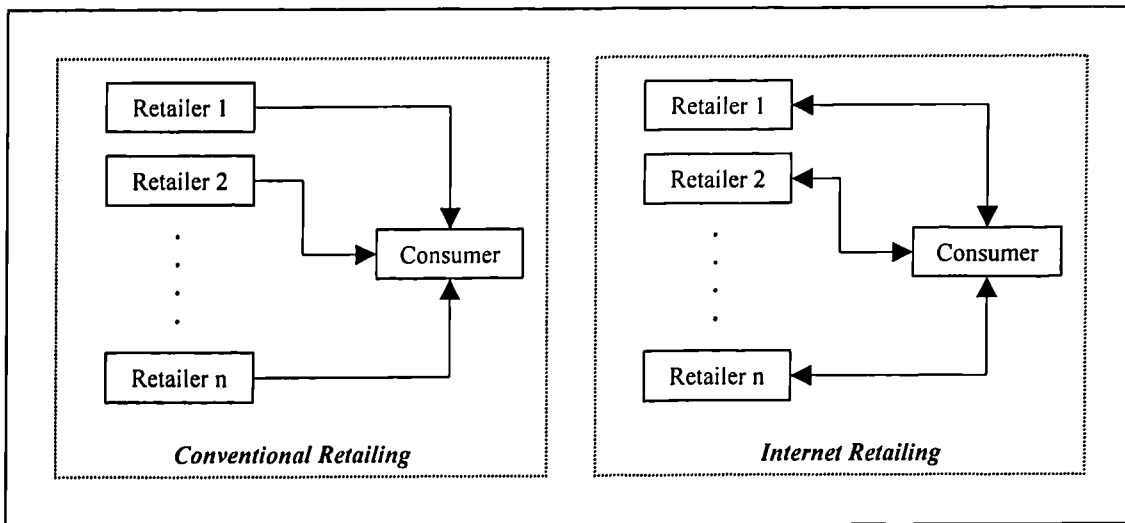 Retailer 1
Retailer 2
Consumer
Retailer n
Conventional Retailing
Retailer 1
Retailer 2
Consumer
Retailer n
Internet Retailing